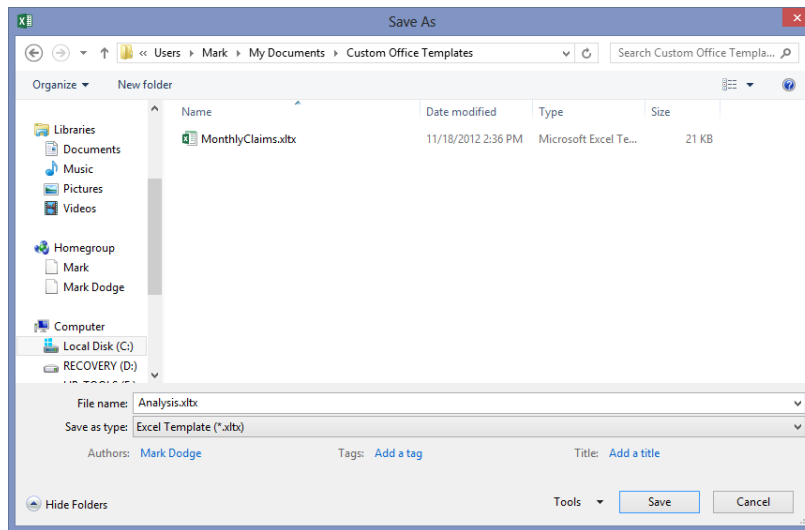 Save As
« Users Mark My Documents Custom Office Templates Search Custom Office Templa...
Organize New folder
Name Date modified Type Size
Libraries
Documents
Music
Pictures
Videos
Homegroup
Mark
Mark Dodge
Computer
Local Disk (C:)
RECOVERY (D:)
MonthlyClaims.xltx 11/18/2012 2:36 PM Microsoft Excel Te... 21 KB
File name: Analysis.xltx
Save as type: Excel Template (*.xltx)
Authors: Mark Dodge Tags: Add a tag Title: Add a title
Hide Folders Tools Save Cancel